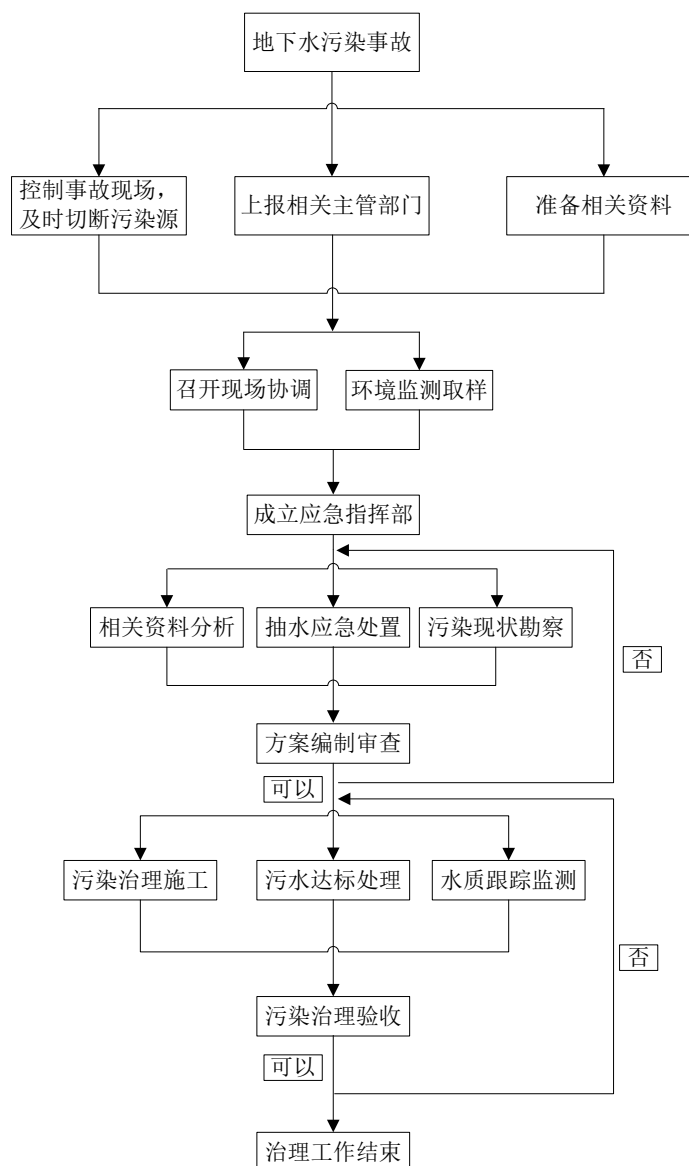 地下水污染事故
控制事故现场，
及时切断污染源
上报相关主管部门
准备相关资料
召开现场协调
环境监测取样
成立应急指挥部
相关资料分析
抽水应急处置
污染现状勘察
否
方案编制审查
可以
污染治理施工
污水达标处理
水质跟踪监测
否
污染治理验收
可以
治理工作结束